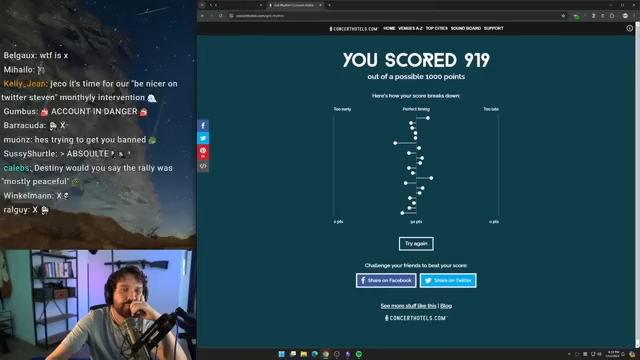 Belgaux: wtf is x
Mihailo:
Kelly_Jean: jeco it's time for our "be nicer on
twitter steven" monthyly intervention
Gumbus: ACCOUNT IN DANGER
Barracuda: X
muonz: hes trying to get you banned
SussyShurtle: > ABSOULTE
calebs: Destiny would you say the rally was
"mostly peaceful"
Winkelmann: X
ralguy: X
concerthotels.com/got-rhythm
CONCERTHOTELS.COM
HOME VENUES A-Z TOP CITIES SOUND BOARD SUPPORT
YOU SCORED 919
out of a possible 1000 points
Here's how your score breaks down:
Too early Perfect timing Too late
0 pts 50 pts 0 pts
Try again
Challenge your friends to beat your score:
Share on Facebook Share on Twitter
See more stuff like this | Blog
CONCERTHOTELS.COM